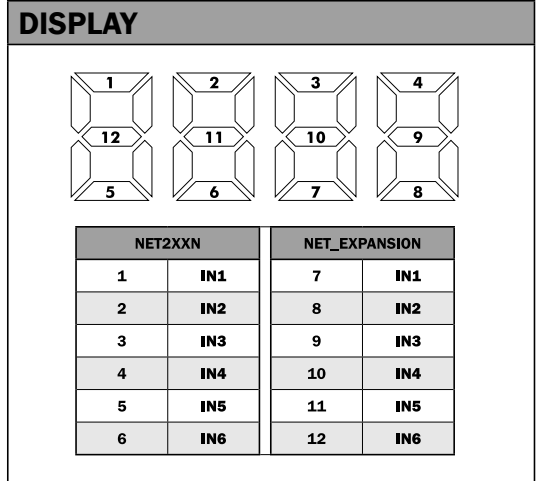 DISPLAY
1 2 3 4
12 11 10 9
5 6 7 8
NET2XXN NET_EXPANSION
1 IN1 7 IN1
2 IN2 8 IN2
3 IN3 9 IN3
4 IN4 10 IN4
5 IN5 11 IN5
6 IN6 12 IN6